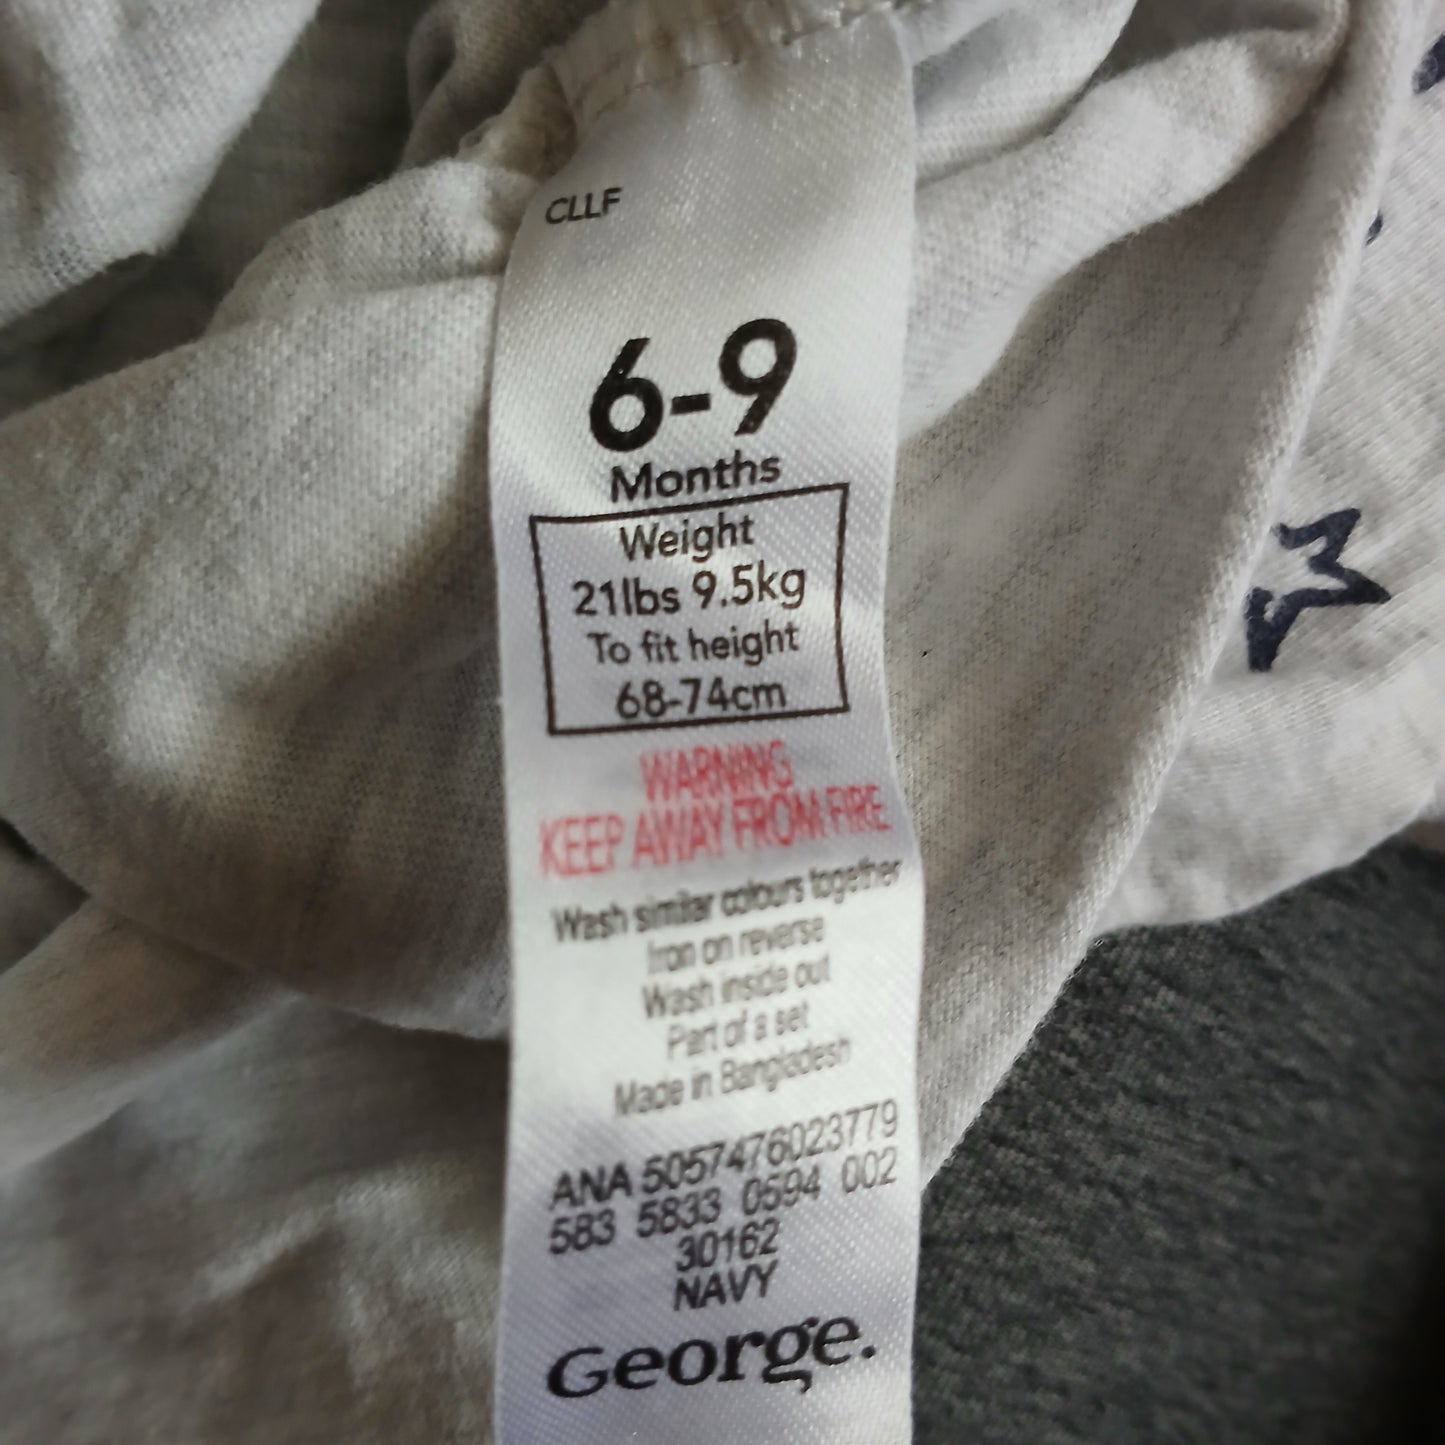 CLLF
6-9
Months
Weight
21lbs 9.5kg
To fit height
68-74cm
WARNING
KEEP AWAY FROM FIRE
Wash similar colours together
Iron on reverse
Wash inside out
Part of a set
Made in Bangladesh
ANA 5057476023779
583 5833 0594 002
30162
NAVY
George.